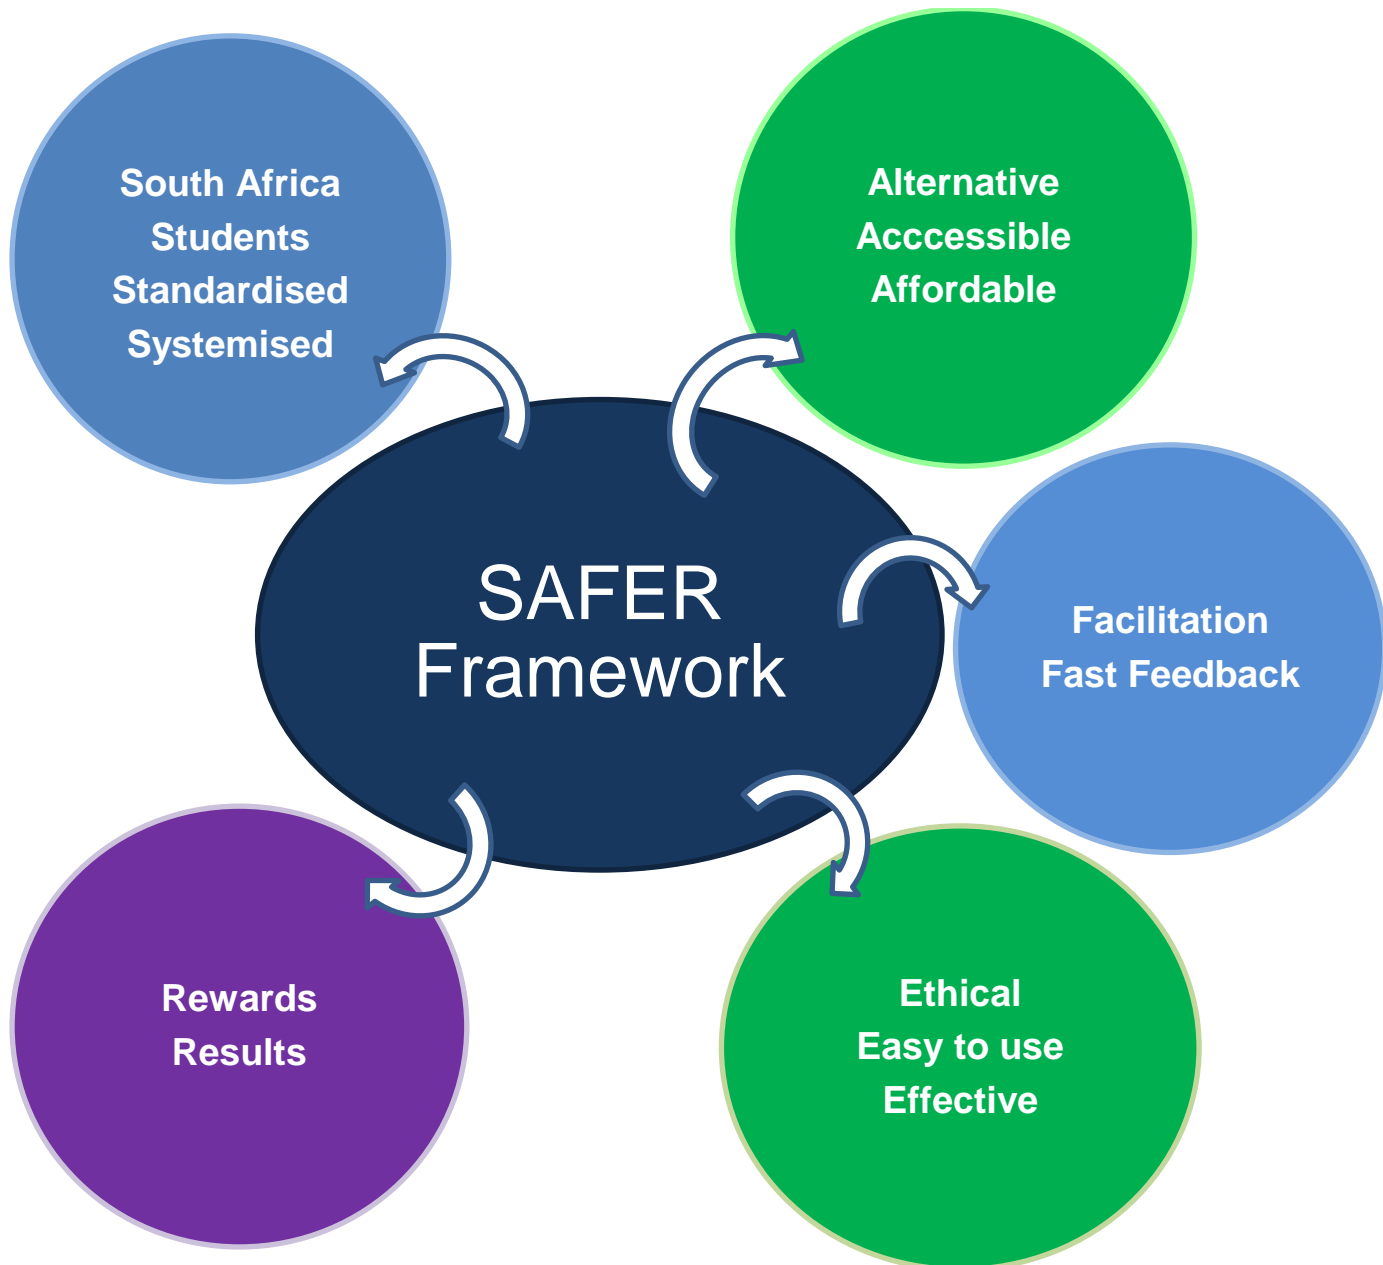 South Africa
Students
Standardised
Systemised
Alternative
Acccessible
Affordable
SAFER
Framework
Facilitation
Fast Feedback
Rewards
Results
Ethical
Easy to use
Effective